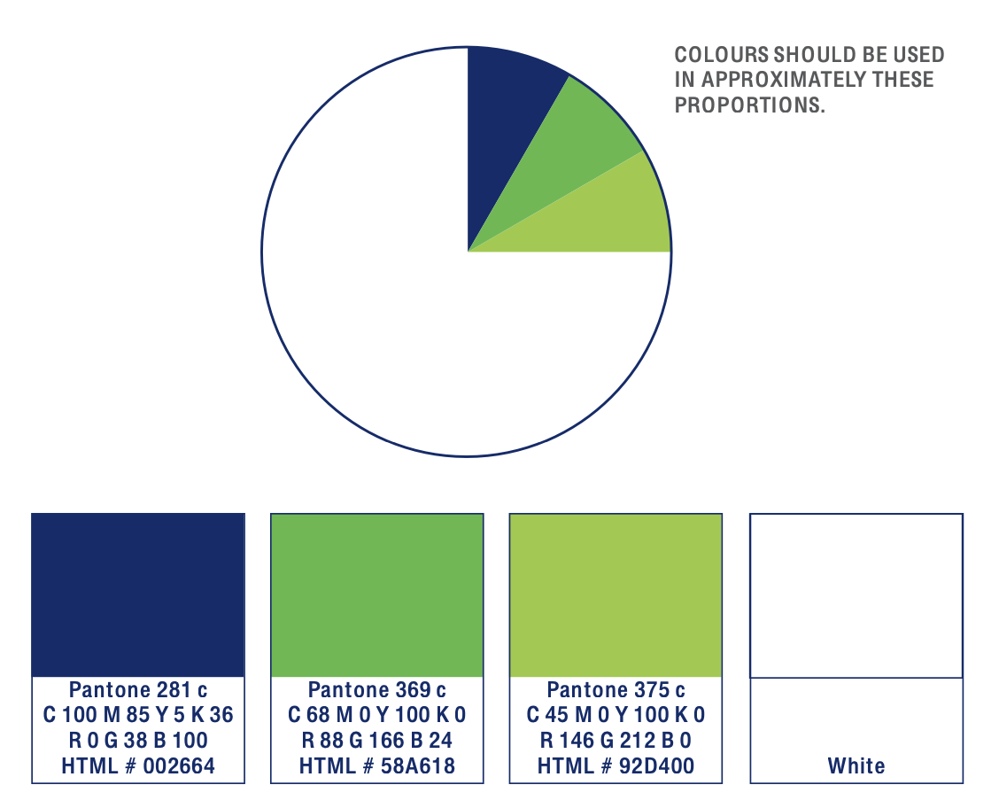 COLOURS SHOULD BE USED
IN APPROXIMATELY THESE
PROPORTIONS.
Pantone 281 c
C 100 M 85 Y 5 K 36
R 0 G 38 B 100
HTML # 002664
Pantone 369 c
C 68 M 0 Y 100 K 0
R 88 G 166 B 24
HTML # 58A618
Pantone 375 c
C 45 M 0 Y 100 K 0
R 146 G 212 B 0
HTML # 92D400
White